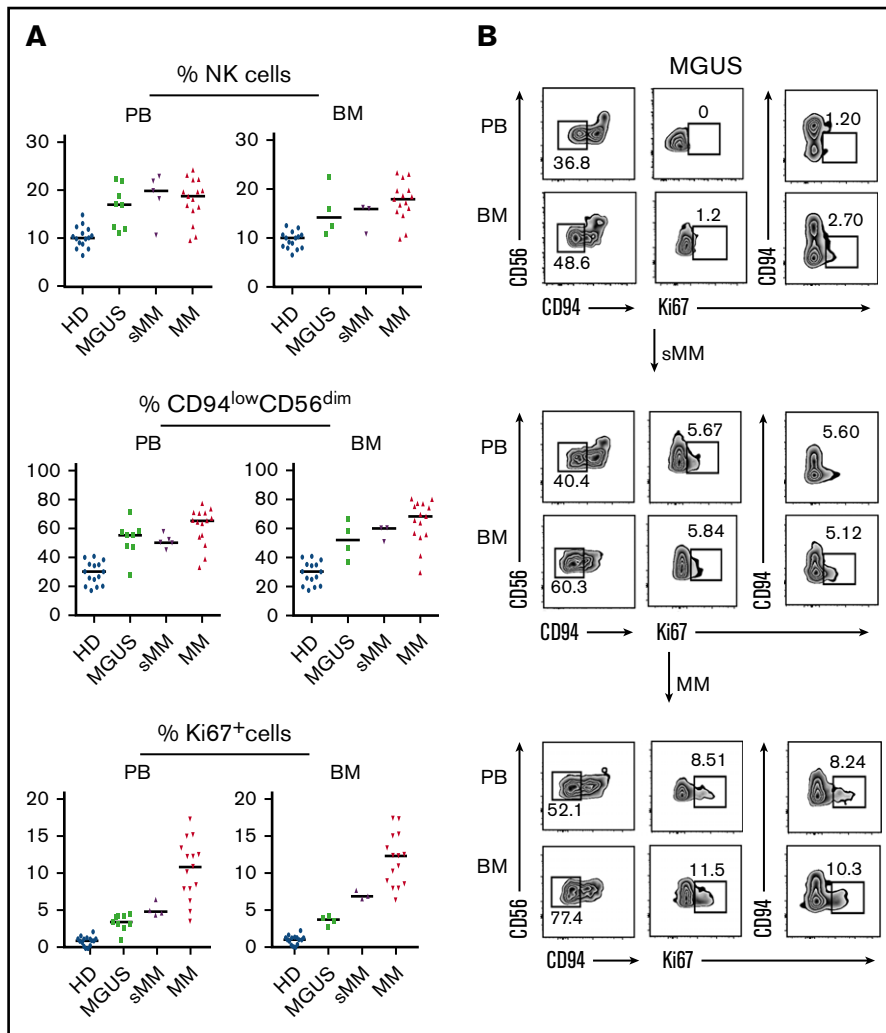 A
% NK cells
PB
BM
30
20
10
0
HD
MGUS
sMM
MM
30
20
10
0
HD
MGUS
sMM
MM
% CD94lowCD56dim
PB
BM
100
80
60
40
20
0
HD
MGUS
sMM
MM
100
80
60
40
20
0
HD
MGUS
sMM
MM
% Ki67+cells
PB
BM
20
15
10
5
0
HD
MGUS
sMM
MM
20
15
10
5
0
HD
MGUS
sMM
MM
B
MGUS
PB
36.8
0
1.20
BM
48.6
1.2
2.70
CD56
CD94
CD94
Ki67
sMM
PB
40.4
5.67
5.60
BM
60.3
5.84
5.12
CD56
CD94
CD94
Ki67
MM
PB
52.1
8.51
8.24
BM
77.4
11.5
10.3
CD56
CD94
CD94
Ki67